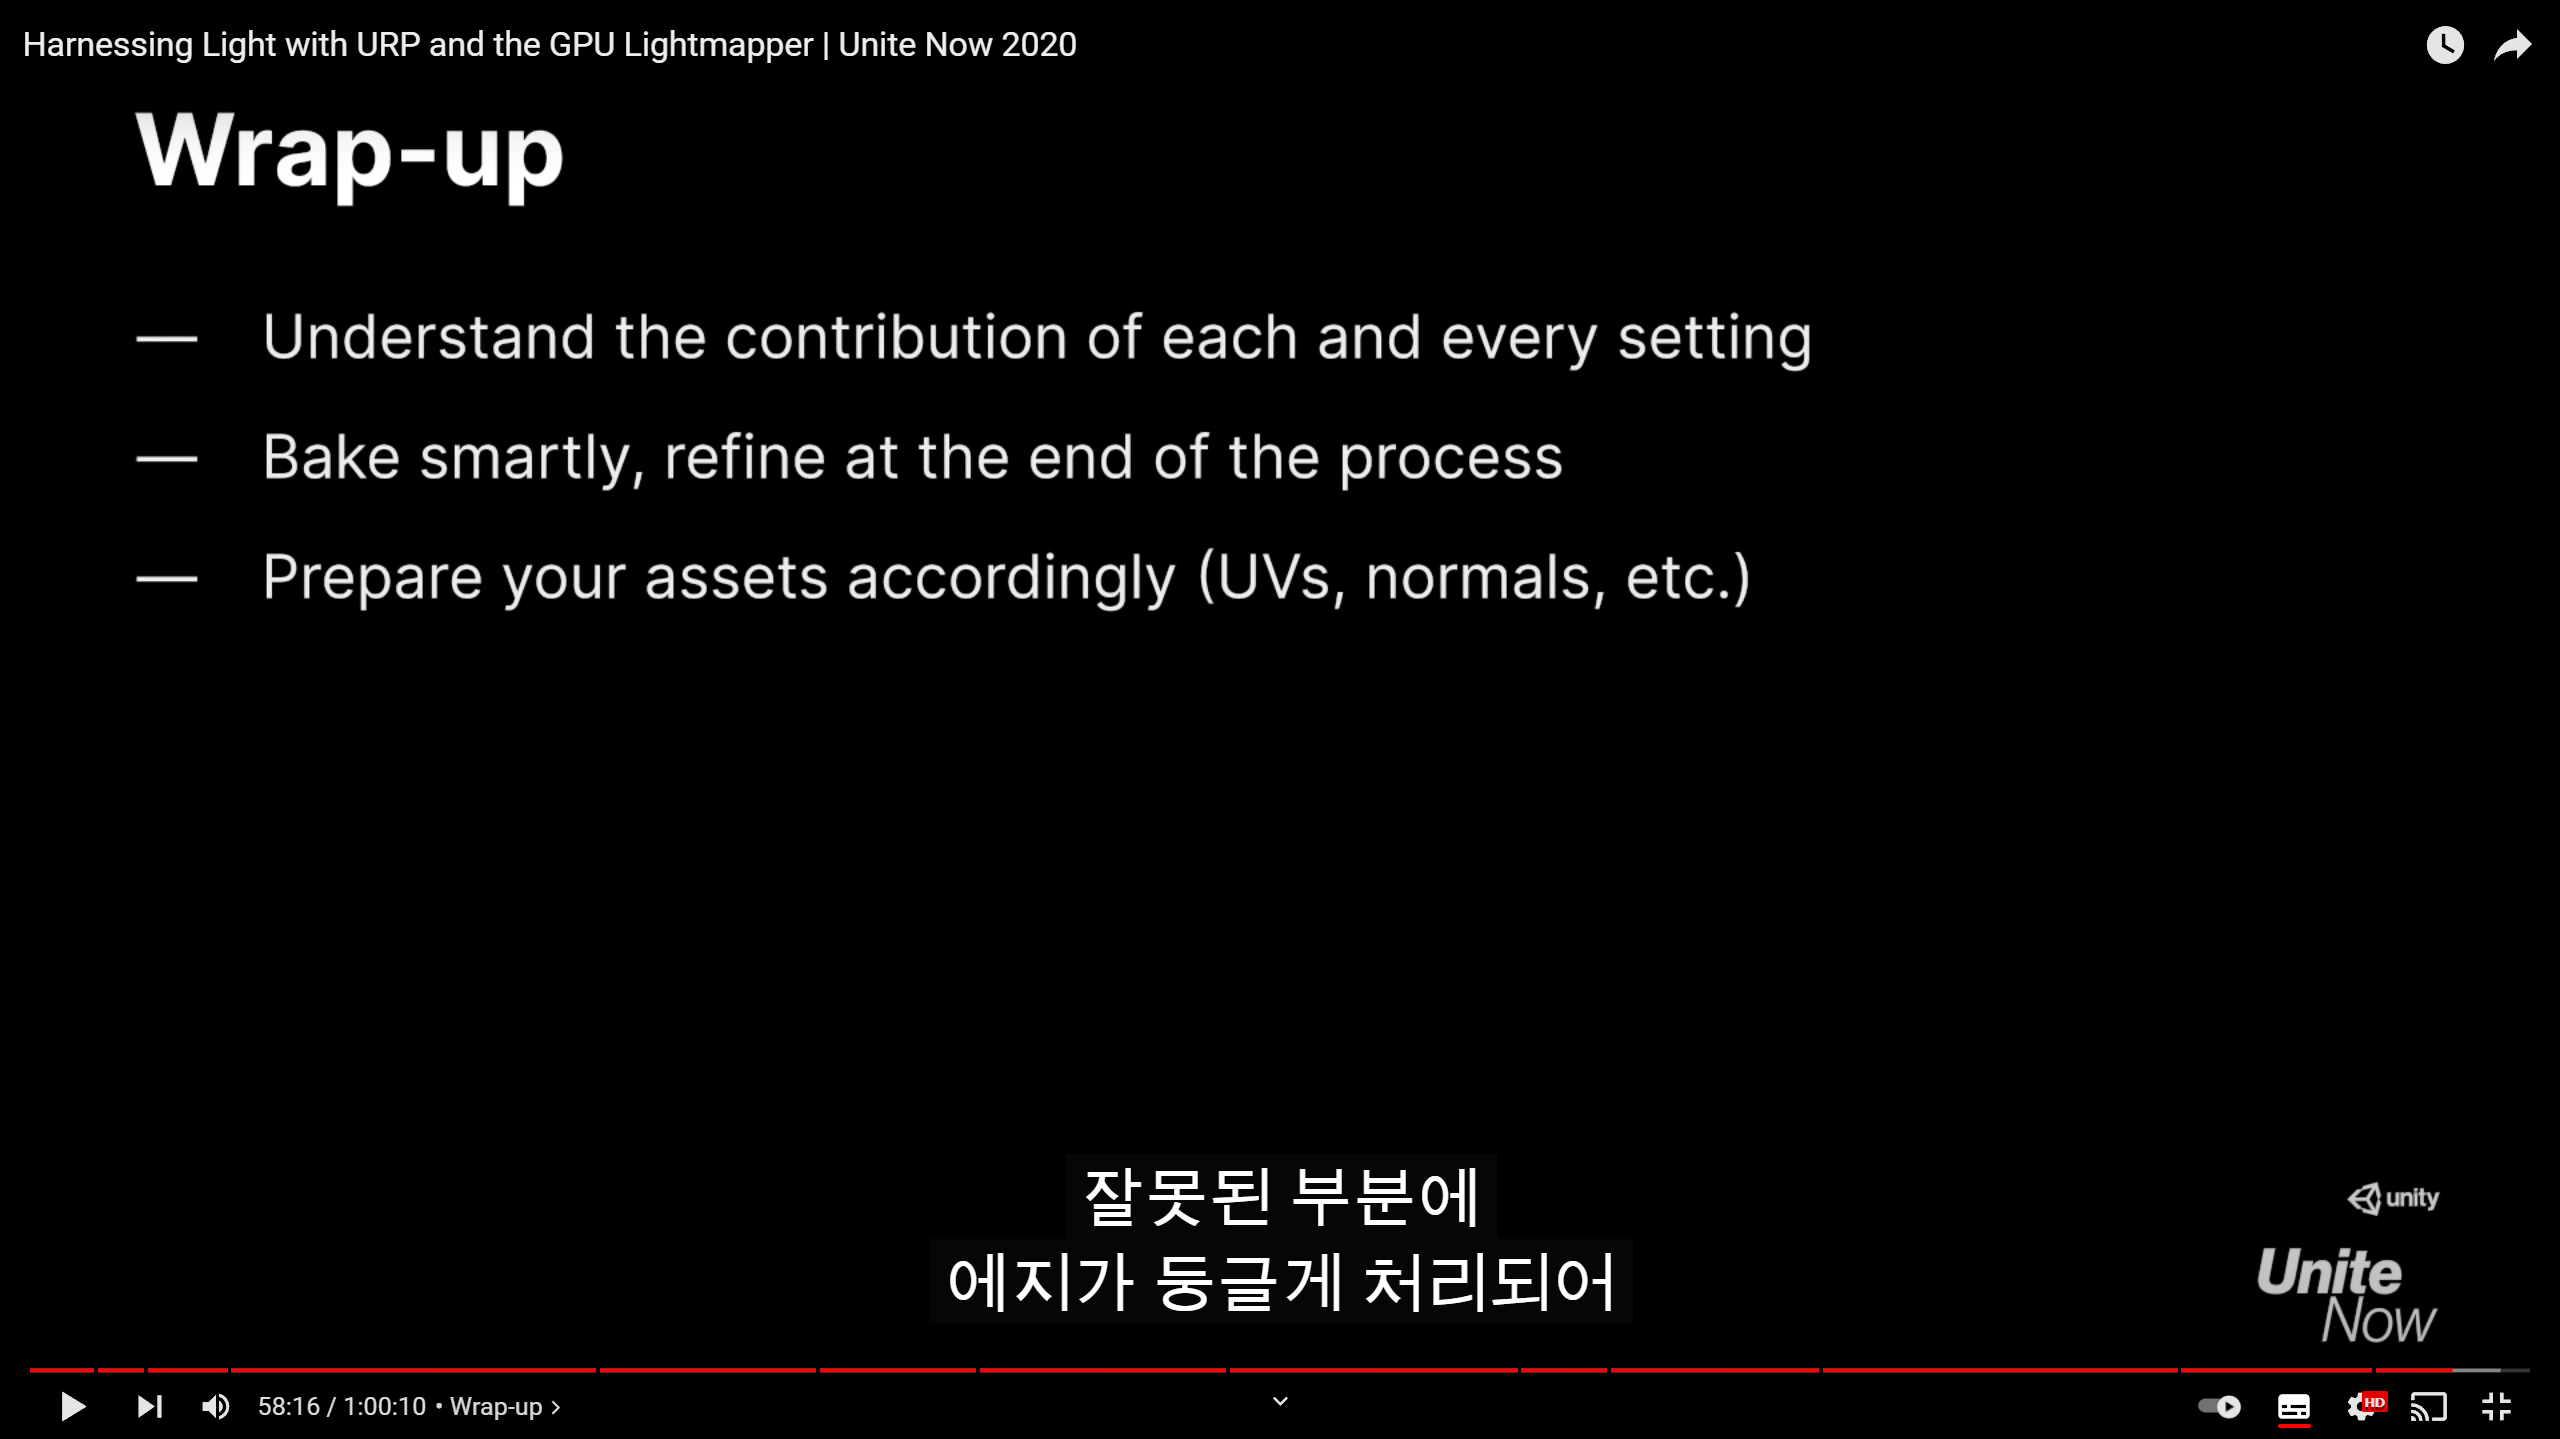 Harnessing Light with URP and the GPU Lightmapper | Unite Now 2020
Wrap-up
— Understand the contribution of each and every setting
— Bake smartly, refine at the end of the process
— Prepare your assets accordingly (UVs, normals, etc.)
잘못된 부분에
에지가 둥글게 처리되어
unity
Unite
Now
58:16 / 1:00:10 • Wrap-up
HD